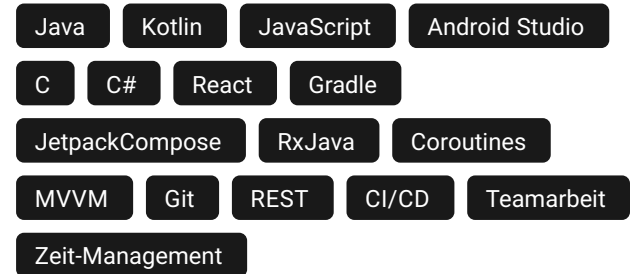 Java Kotlin JavaScript Android Studio
C C# React Gradle
JetpackCompose RxJava Coroutines
MVVM Git REST CI/CD Teamarbeit
Zeit-Management